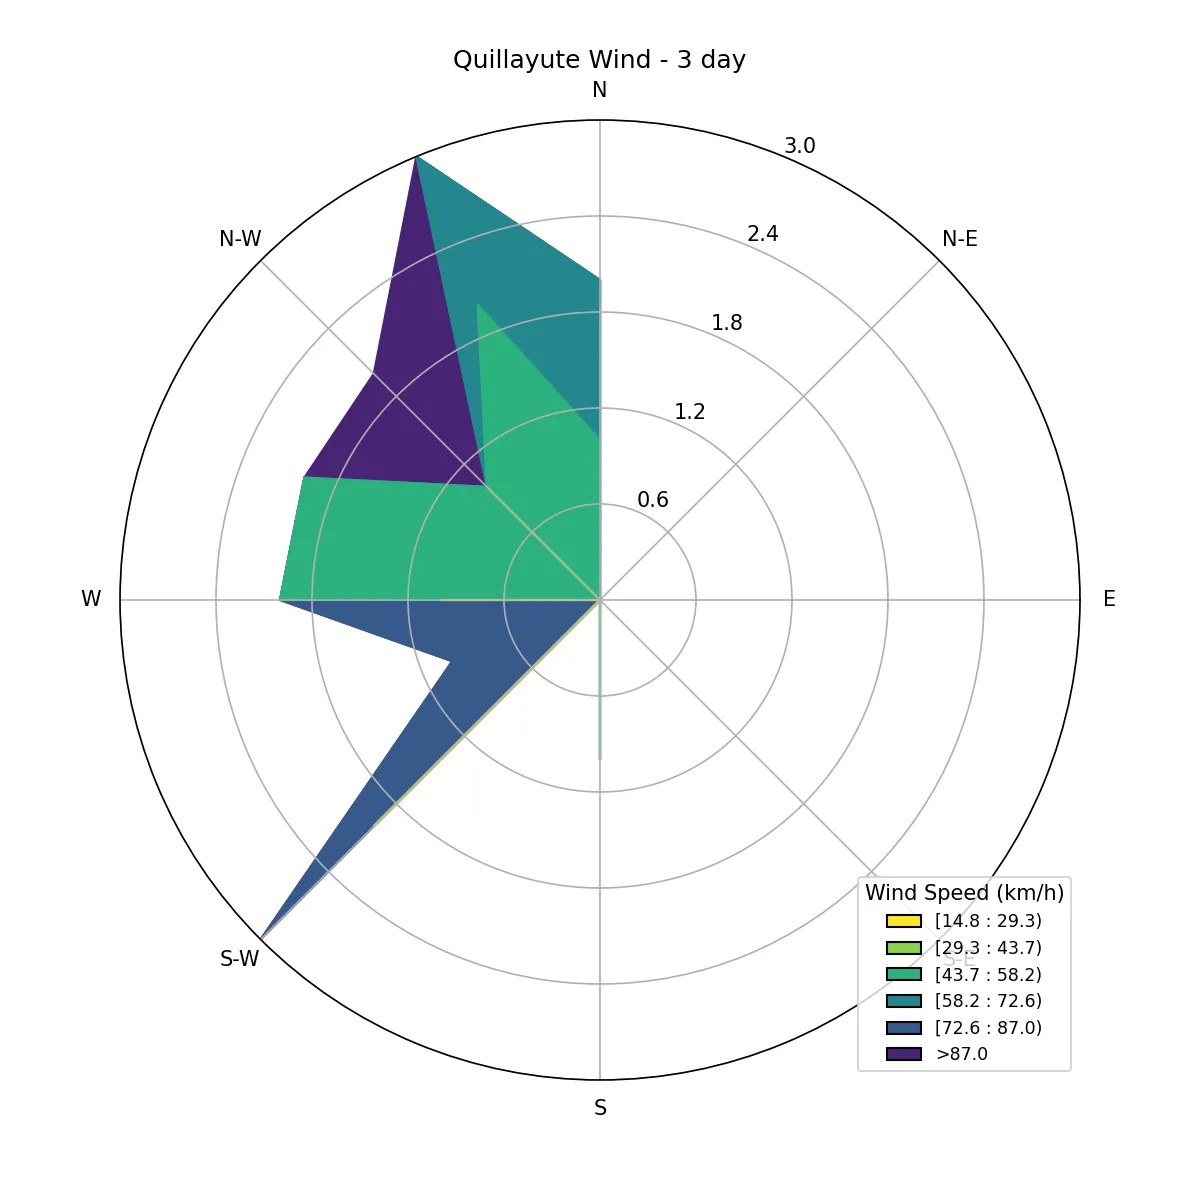 Quillayute Wind - 3 day
N
3.0
N-W
2.4
N-E
1.8
1.2
0.6
W
E
S-W
S-E
Wind Speed (km/h)
[14.8 : 29.3)
[29.3 : 43.7)
[43.7 : 58.2)
[58.2 : 72.6)
[72.6 : 87.0)
>87.0
S